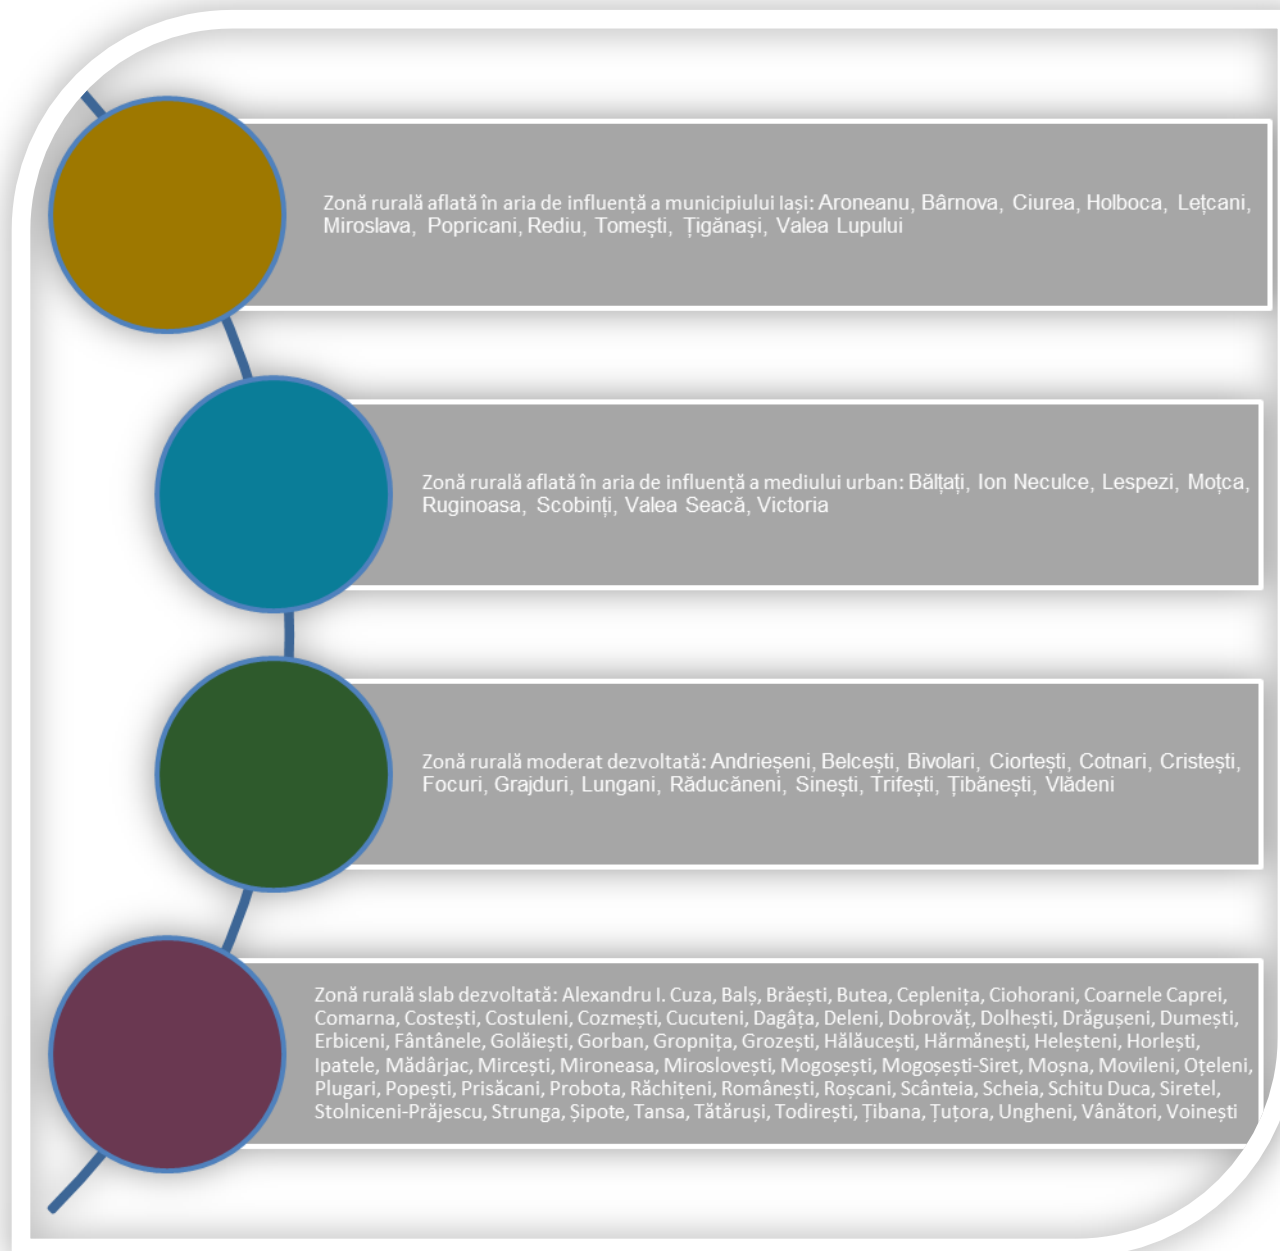 Zonă rurală aflată în aria de influență a municipiului Iași: Aroneanu, Bârnova, Ciurea, Holboca, Lețcani,
Miroslava, Popricani, Rediu, Tomești, Țigănași, Valea Lupului
Zonă rurală aflată în aria de influență a mediului urban: Bălțați, Ion Neculce, Lespezi, Moțca,
Ruginoasa, Scobinți, Valea Seacă, Victoria
Zonă rurală moderat dezvoltată: Andrieșeni, Belcești, Bivolari, Ciortești, Cotnari, Cristești,
Focuri, Grajduri, Lungani, Răducăneni, Sinești, Trifești, Țibănești, Vlădeni
Zonă rurală slab dezvoltată: Alexandru I. Cuza, Balș, Brăești, Butea, Ceplenița, Ciohorani, Coarnele Caprei,
Comarna, Costești, Costuleni, Cozmești, Cucuteni, Dagâța, Deleni, Dobrovăț, Dolhești, Drăgușeni, Dumești,
Erbiceni, Fântânele, Golăiești, Gorban, Gropnița, Grozești, Hălăucești, Hărmănești, Heleșteni, Horlești,
Ipatele, Mădârjac, Mircești, Mironeasa, Miroslovești, Mogoșești, Mogoșești-Siret, Moșna, Movileni, Oțeleni,
Plugari, Popești, Prisăcani, Probota, Răchițeni, Românești, Roșcani, Scânteia, Scheia, Schitu Duca, Siretel,
Stolniceni-Prăjescu, Strunga, Șipote, Tansa, Tătăruși, Todirești, Țibana, Țuțora, Ungheni, Vânători, Voinești